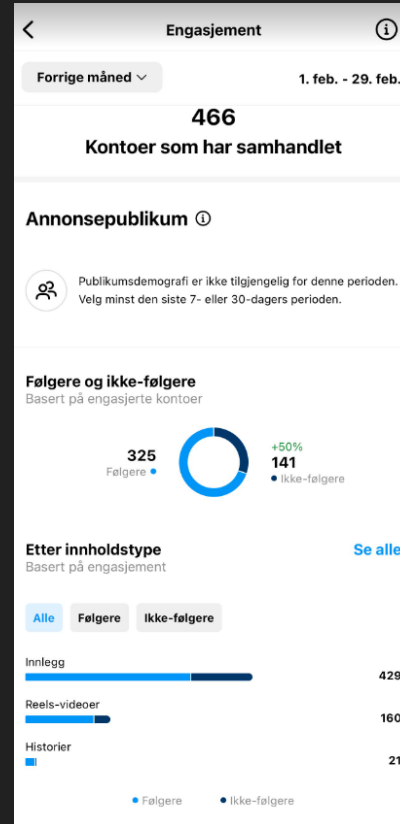 Engasjement
Forrige måned
1. feb. - 29. feb.
466
Kontoer som har samhandlet
Annonsepublikum
Publikumsdemografi er ikke tilgjengelig for denne perioden.
Velg minst den siste 7- eller 30-dagers perioden.
Følgere og ikke-følgere
Basert på engasjerte kontoer
325
Følgere
+50%
141
Ikke-følgere
Etter innholdstype
Se alle
Basert på engasjement
Alle
Følgere
Ikke-følgere
Innlegg
429
Reels-videoer
160
Historier
21
Følgere
Ikke-følgere